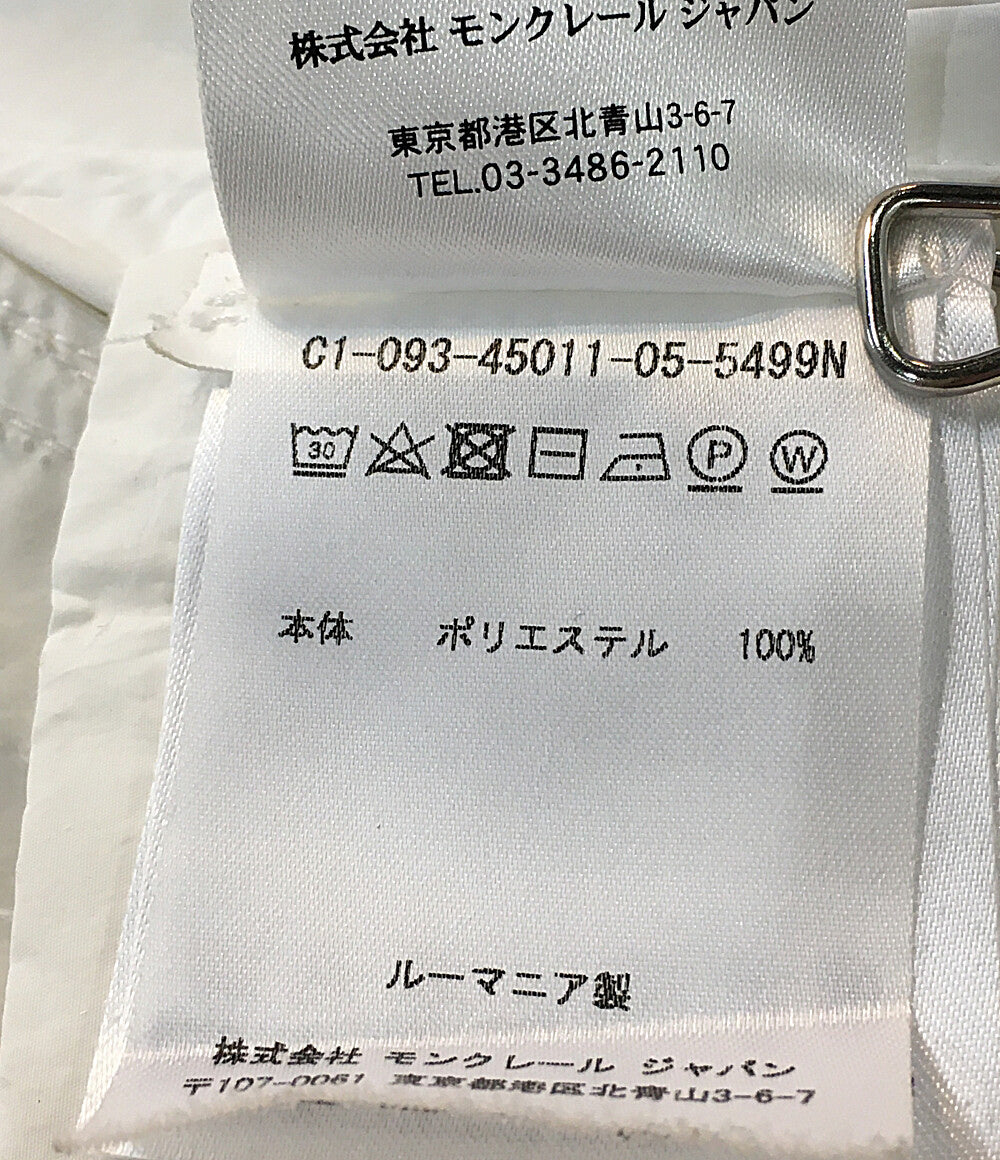 株式会社 モンクレール ジャパン
東京都港区北青山3-6-7
TEL.03-3486-2110
C1-093-45011-05-5499N
30 P W
本体 ポリエステル 100%
ルーマニア製
株式会社 モンクレール ジャパン
〒107-0061 東京都港区北青山3-6-7